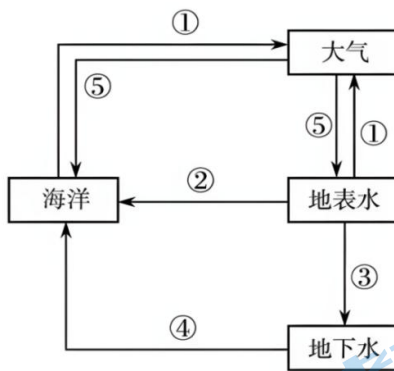 ①
大气
⑤
⑤
①
海洋
②
地表水
③
④
地下水